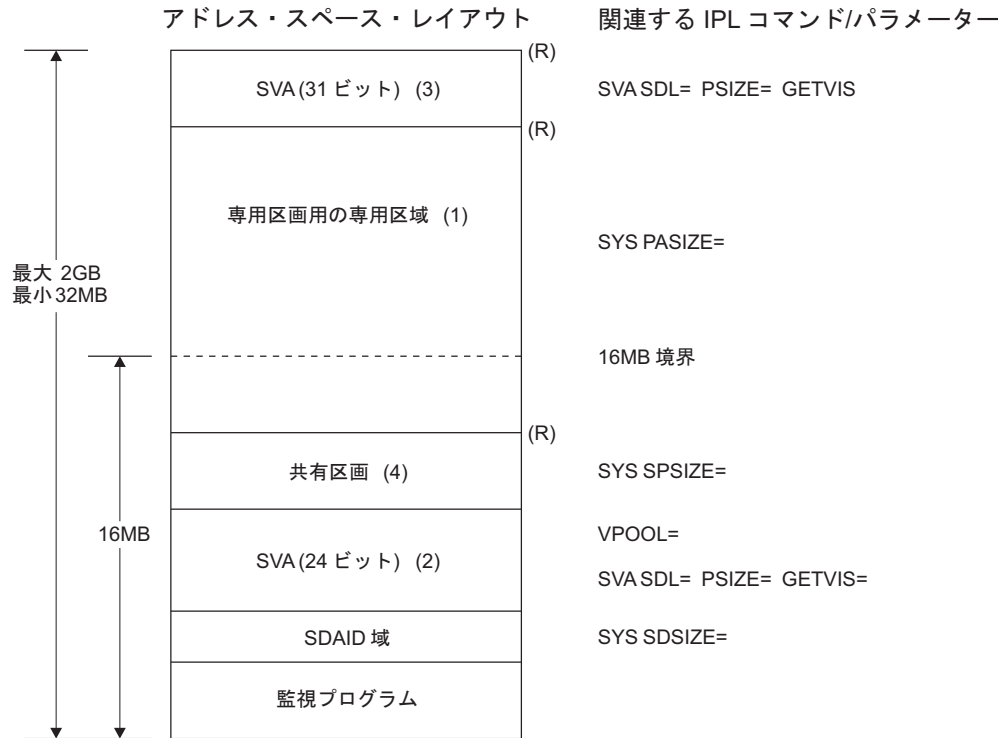 アドレス・スペース・レイアウト
関連する IPL コマンド/パラメーター
(R)
SVA (31 ビット) (3)
SVA SDL= PSIZE= GETVIS
(R)
専用区画用の専用区域 (1)
SYS PASIZE=
最大 2GB
最小 32MB
16MB 境界
(R)
共有区画 (4)
SYS SPSIZE=
16MB
VPOOL=
SVA (24 ビット) (2)
SVA SDL= PSIZE= GETVIS=
SDAID 域
SYS SDSIZE=
監視プログラム